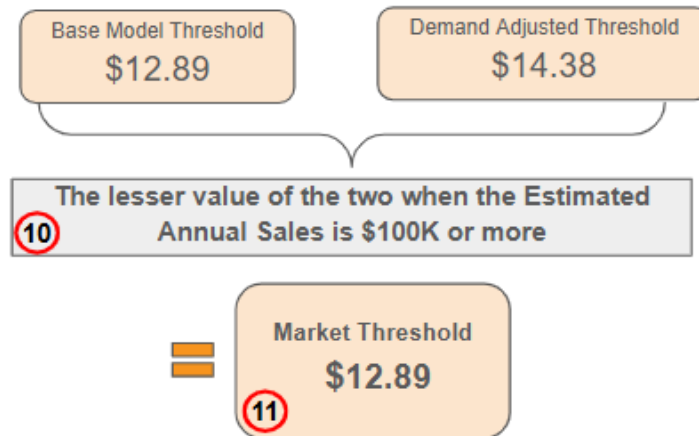 Base Model Threshold
$12.89
Demand Adjusted Threshold
$14.38
The lesser value of the two when the Estimated
Annual Sales is $100K or more
10
=
Market Threshold
$12.89
11